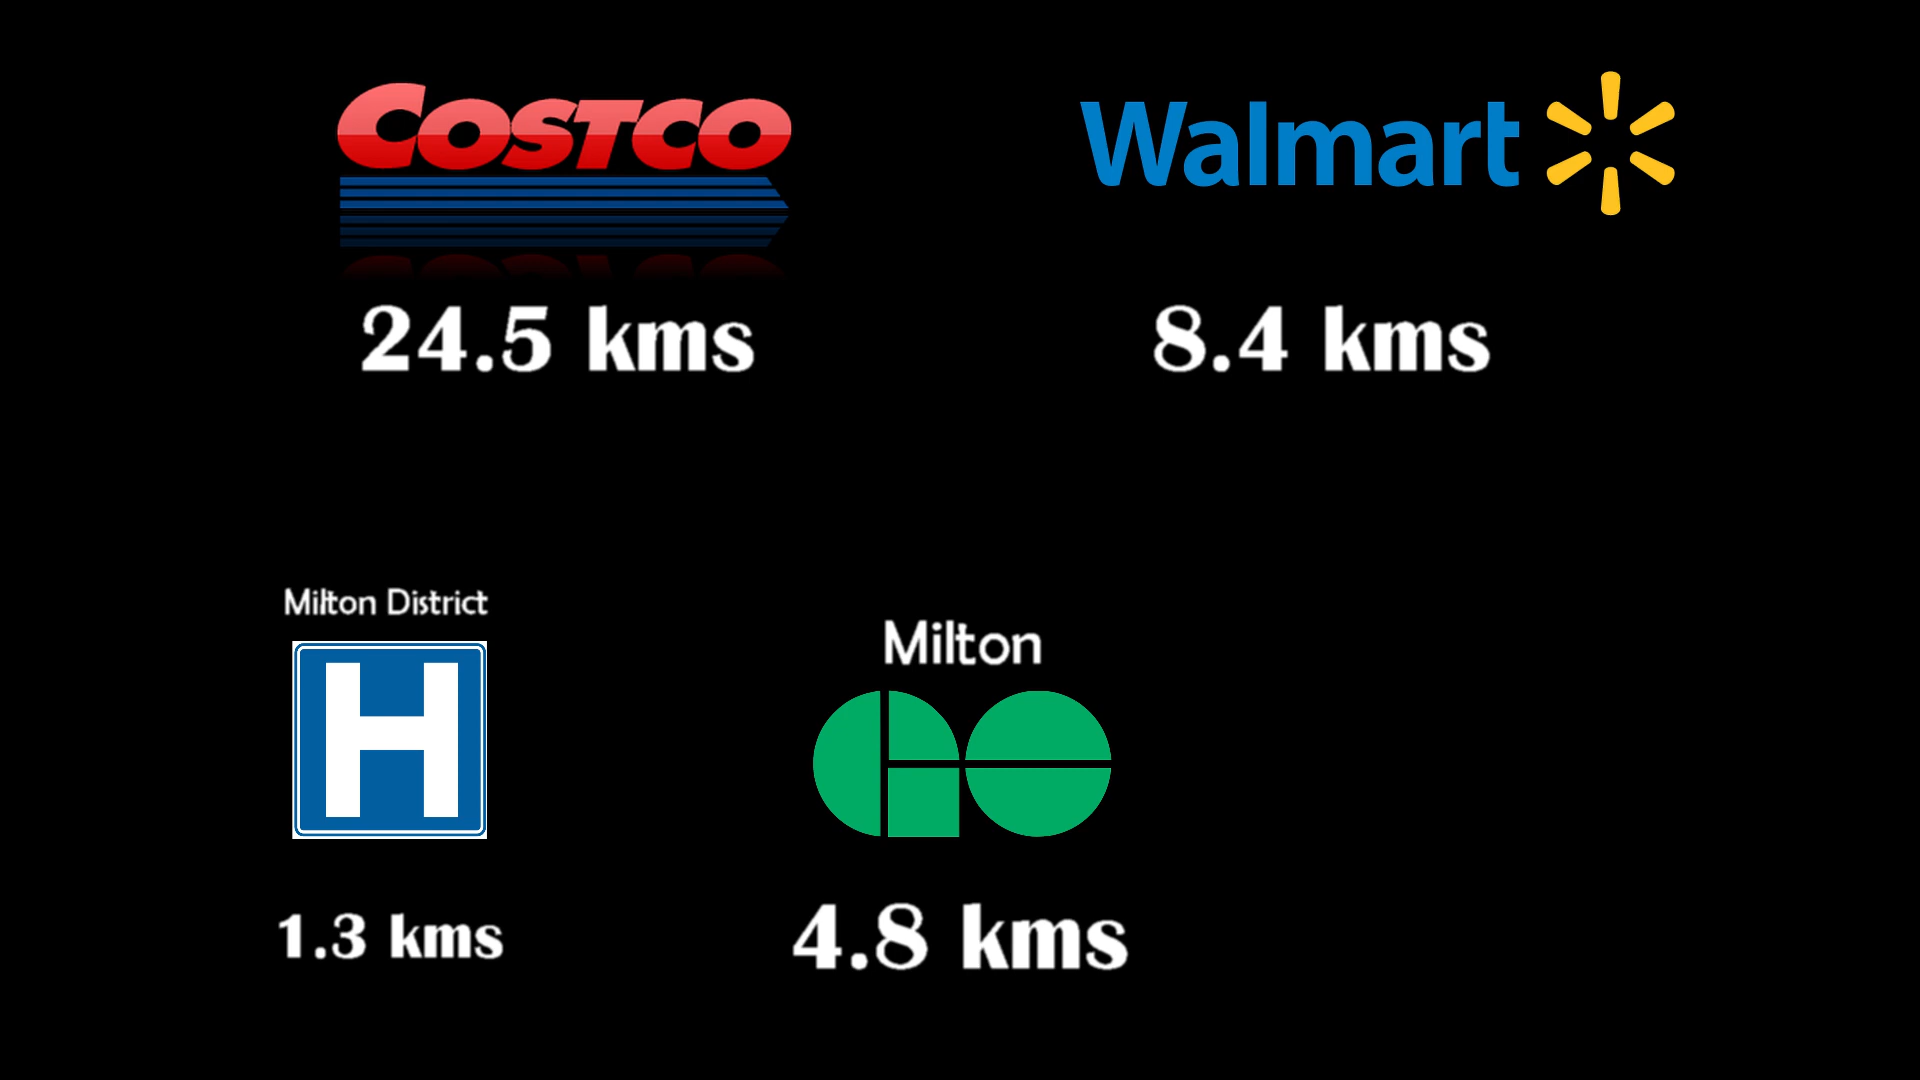 COSTCO
Walmart
24.5 kms
8.4 kms
Milton District
H
Milton
GO
1.3 kms
4.8 kms